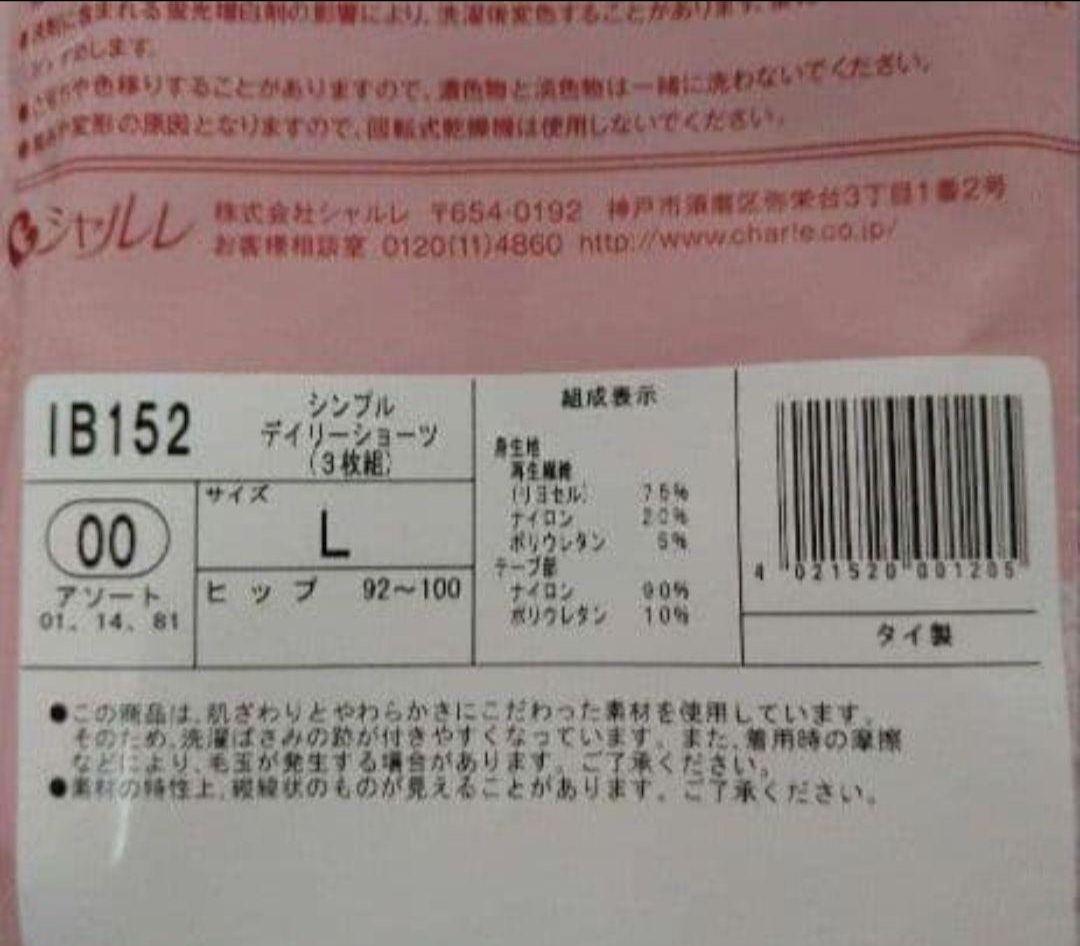 洗剤に含まれる蛍光増白剤の影響により、洗濯後変色することがあります。
します。
や色移りすることがありますので、濃色物と淡色物は一緒に洗わないでください。
変形の原因となりますので、回転式乾燥機は使用しないでください。
シャルレ
株式会社シャルレ 〒654-0192 神戸市須磨区弥栄台3丁目1番2号
お客様相談室 0120(11)4860 http://www.charle.co.jp/
IB152
シンプル
デイリーショーツ
(3枚組)
00
アソート
01、14、81
サイズ
L
ヒップ 92〜100
組成表示
身生地
再生繊維
(リヨセル) 75%
ナイロン 20%
ポリウレタン 5%
テープ部
ナイロン 90%
ポリウレタン 10%
4 021520 001205
タイ製
●この商品は、肌ざわりとやわらかさにこだわった素材を使用しています。
そのため、洗濯ばさみの跡が付きやすくなっています。また、着用時の摩擦
などにより、毛玉が発生する場合があります。ご了承ください。
●素材の特性上、縦線状のものが見えることがあります。ご了承ください。